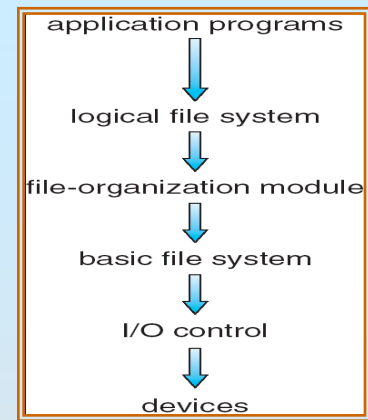 application programs
logical file system
file-organization module
basic file system
I/O control
devices